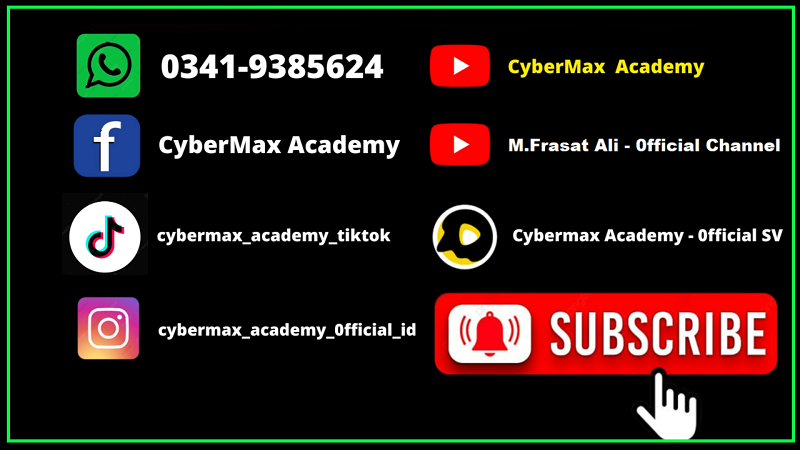 0341-9385624
CyberMax Academy
CyberMax Academy
M.Frasat Ali - 0fficial Channel
cybermax_academy_tiktok
Cybermax Academy - 0fficial SV
cybermax_academy_0fficial_id
SUBSCRIBE